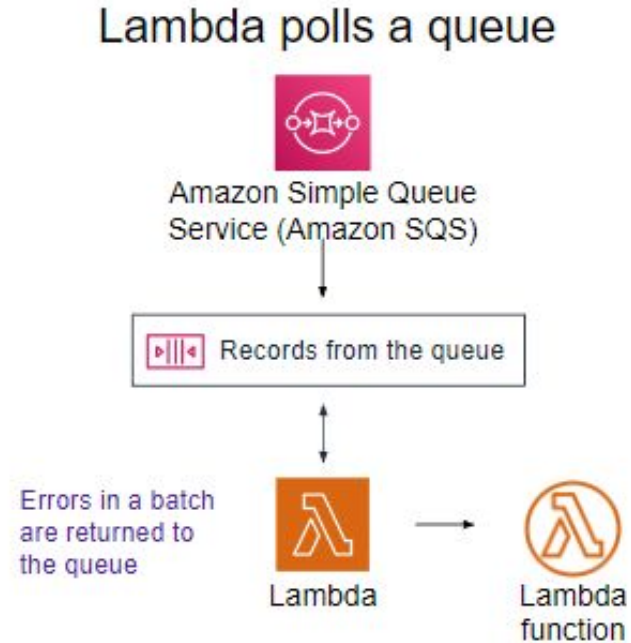 Lambda polls a queue
Amazon Simple Queue
Service (Amazon SQS)
Records from the queue
Errors in a batch
are returned to
the queue
Lambda
Lambda
function